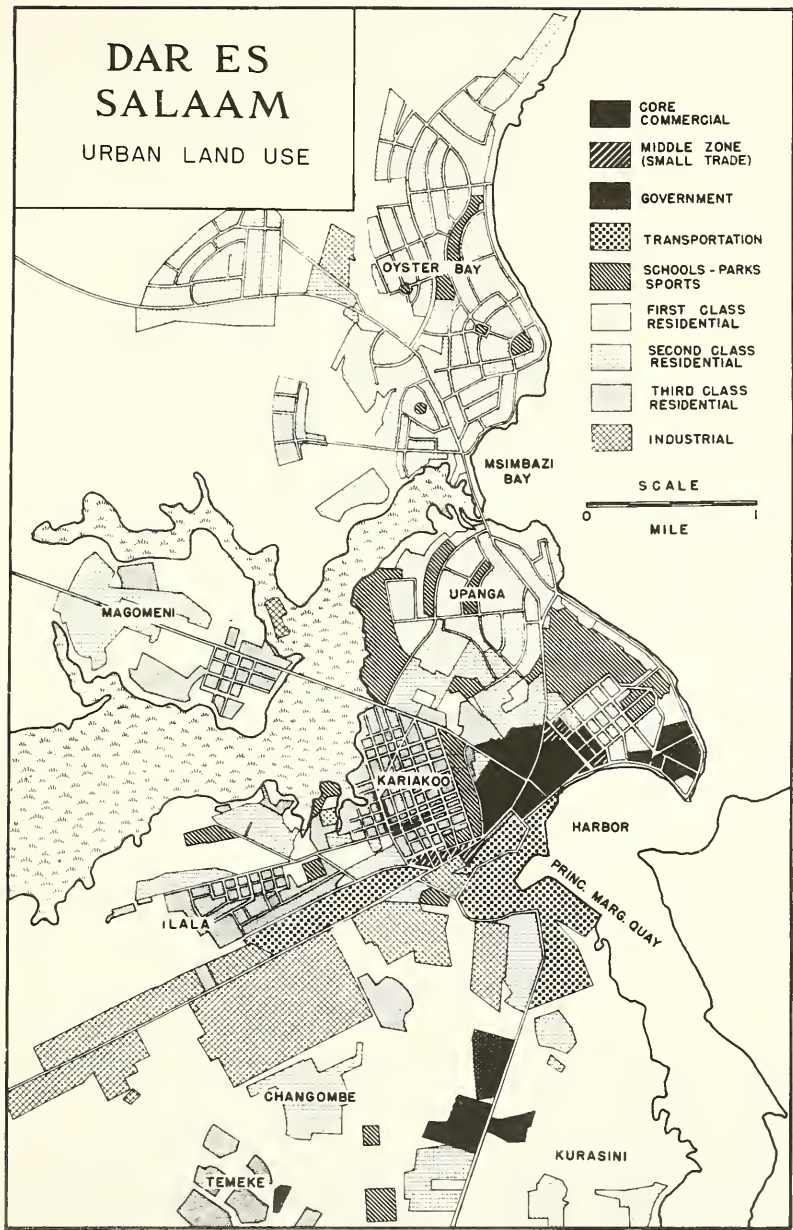 DAR ES
SALAAM
URBAN LAND USE
CORE
COMMERCIAL
MIDDLE ZONE
(SMALL TRADE)
GOVERNMENT
TRANSPORTATION
SCHOOLS - PARKS
SPORTS
FIRST CLASS
RESIDENTIAL
SECOND CLASS
RESIDENTIAL
THIRD CLASS
RESIDENTIAL
INDUSTRIAL
SCALE
0 1
MILE
OYSTER BAY
MSIMBAZI
BAY
UPANGA
MAGOMENI
KARIAKOO
HARBOR
PRINC. MARG. QUAY
ILALA
CHANGOMBE
KURASINI
TEMEKE